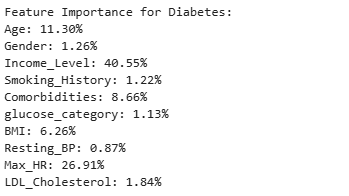 Feature Importance for Diabetes:
Age: 11.30%
Gender: 1.26%
Income_Level: 40.55%
Smoking_History: 1.22%
Comorbidities: 8.66%
glucose_category: 1.13%
BMI: 6.26%
Resting_BP: 0.87%
Max_HR: 26.91%
LDL_Cholesterol: 1.84%